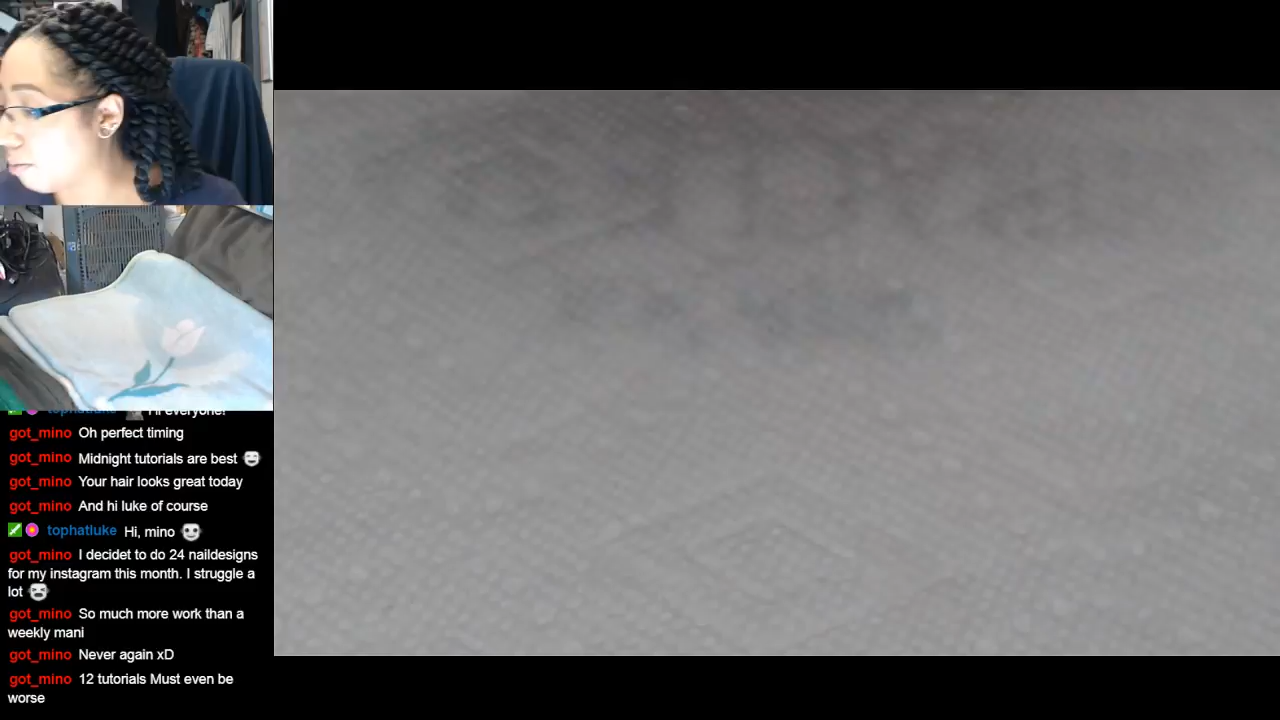 tophatluke Hi everyone!
got_mino Oh perfect timing
got_mino Midnight tutorials are best
got_mino Your hair looks great today
got_mino And hi luke of course
tophatluke Hi, mino
got_mino I decidet to do 24 naildesigns
for my instagram this month. I struggle a
lot
got_mino So much more work than a
weekly mani
got_mino Never again xD
got_mino 12 tutorials Must even be
worse